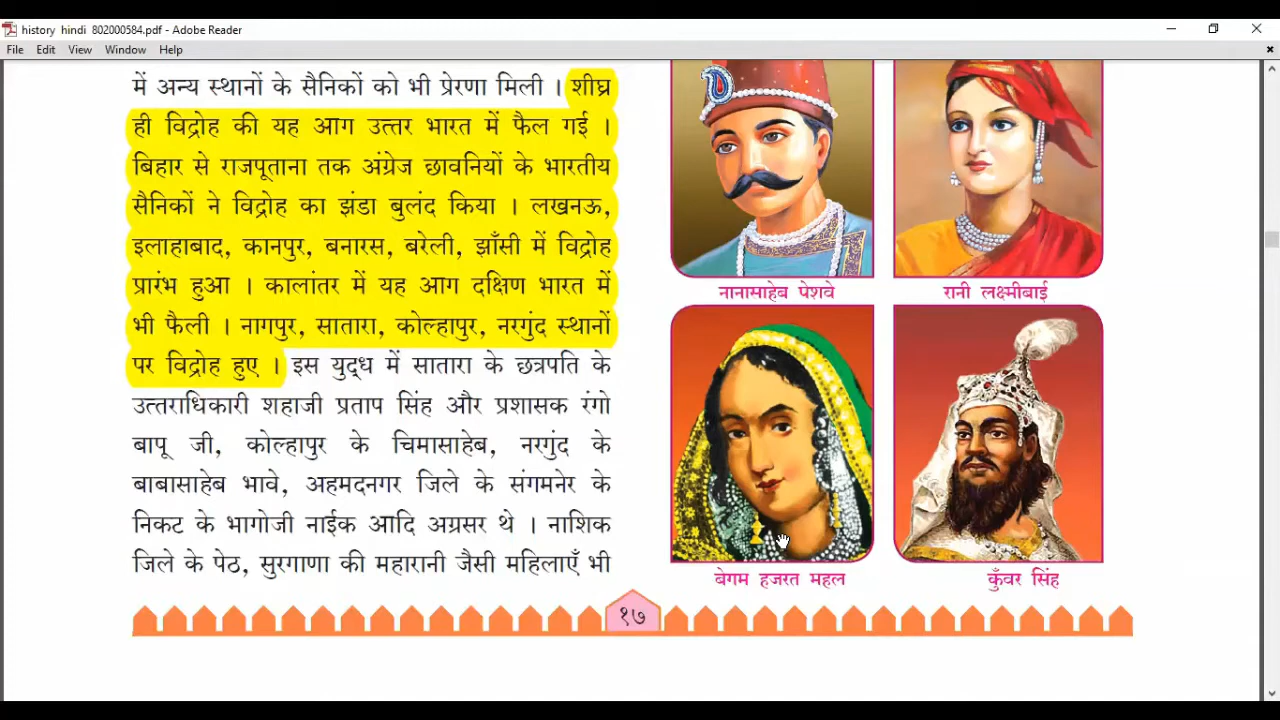 history hindi 802000584.pdf - Adobe Reader
File Edit View Window Help
में अन्य स्थानों के सैनिकों को भी प्रेरणा मिली । शीघ्र
ही विद्रोह की यह आग उत्तर भारत में फैल गई ।
बिहार से राजपूताना तक अंग्रेज छावनियों के भारतीय
सैनिकों ने विद्रोह का झंडा बुलंद किया । लखनऊ,
इलाहाबाद, कानपुर, बनारस, बरेली, झाँसी में विद्रोह
प्रारंभ हुआ । कालांतर में यह आग दक्षिण भारत में
भी फैली । नागपुर, सातारा, कोल्हापुर, नरगुंद स्थानों
पर विद्रोह हुए । इस युद्ध में सातारा के छत्रपति के
उत्तराधिकारी शहाजी प्रताप सिंह और प्रशासक रंगो
बापू जी, कोल्हापुर के चिमासाहेब, नरगुंद के
बाबासाहेब भावे, अहमदनगर जिले के संगमनेर के
निकट के भागोजी नाईक आदि अग्रसर थे । नाशिक
जिले के पेठ, सुरगाणा की महारानी जैसी महिलाएँ भी
नानासाहेब पेशवे
रानी लक्ष्मीबाई
बेगम हजरत महल
कुँवर सिंह
१७